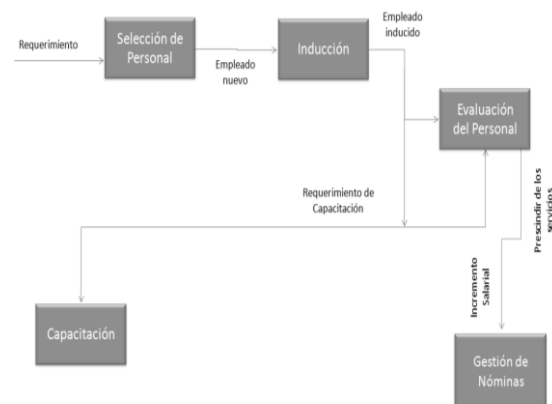 Requerimiento
Selección de
Personal
Empleado
nuevo
Inducción
Empleado
inducido
Evaluación
del Personal
Requerimiento de
Capacitación
Prescindir de los
servicios
Incremento
Salarial
Capacitación
Gestión de
Nóminas